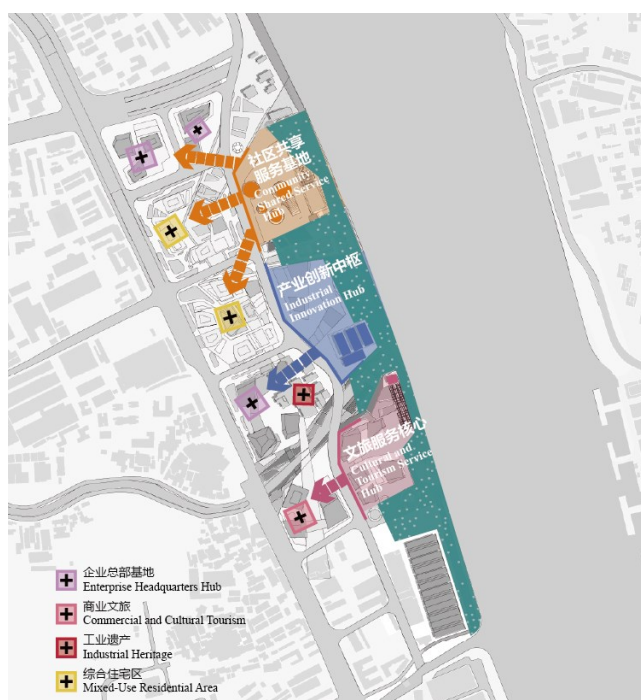 社区共享
服务基地
Community
Shared Service
Hub
产业创新中枢
Industrial
Innovation Hub
文旅服务核心
Cultural and
Tourism Service
Hub
企业总部基地
Enterprise Headquarters Hub
商业文旅
Commercial and Cultural Tourism
工业遗产
Industrial Heritage
综合住宅区
Mixed-Use Residential Area